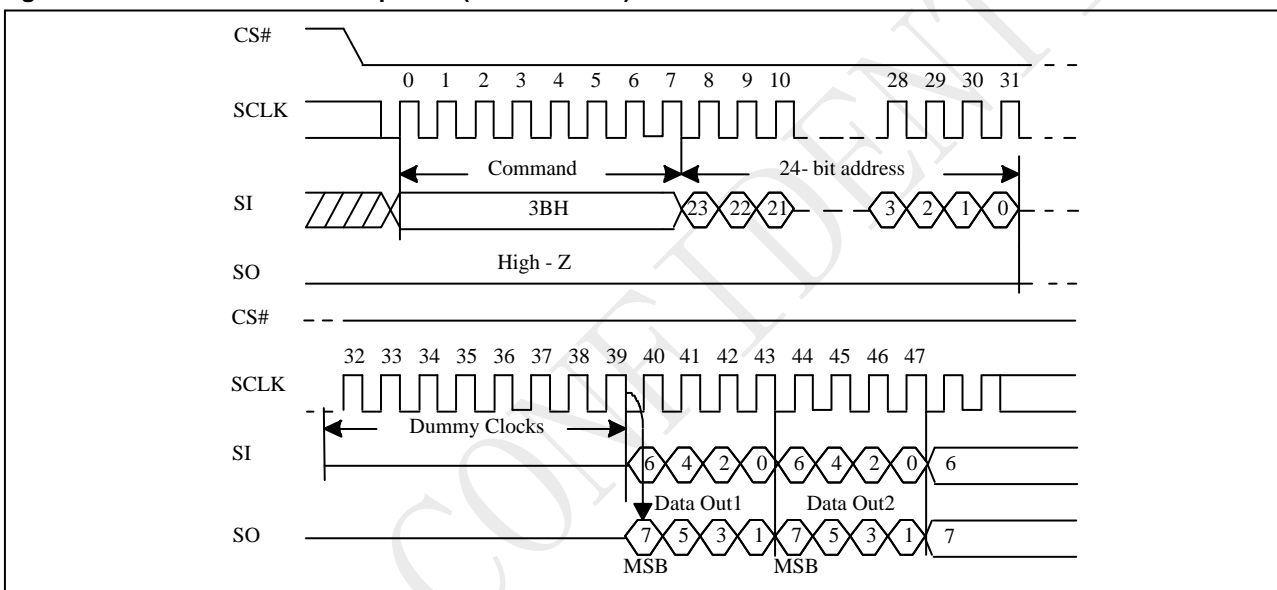 CS#
0 1 2 3 4 5 6 7 8 9 10 28 29 30 31
SCLK
Command 24- bit address
SI 3BH 23 22 21 3 2 1 0
High - Z
SO
CS#
32 33 34 35 36 37 38 39 40 41 42 43 44 45 46 47
SCLK
Dummy Clocks
SI 6 4 2 0 6 4 2 0 6
Data Out1 Data Out2
SO 7 5 3 1 7 5 3 1 7
MSB MSB